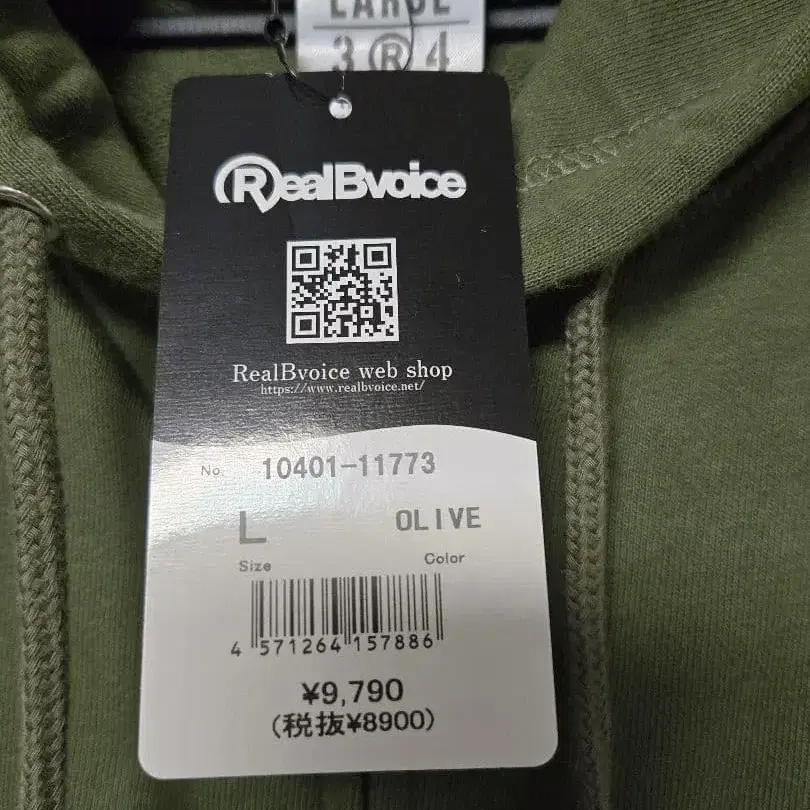 LARGE
3 R 4
RealBvoice
RealBvoice web shop
https://www.realbvoice.net/
No. 10401-11773
L OLIVE
Size Color
4 571264 157886
¥9,790
(税抜¥8900)